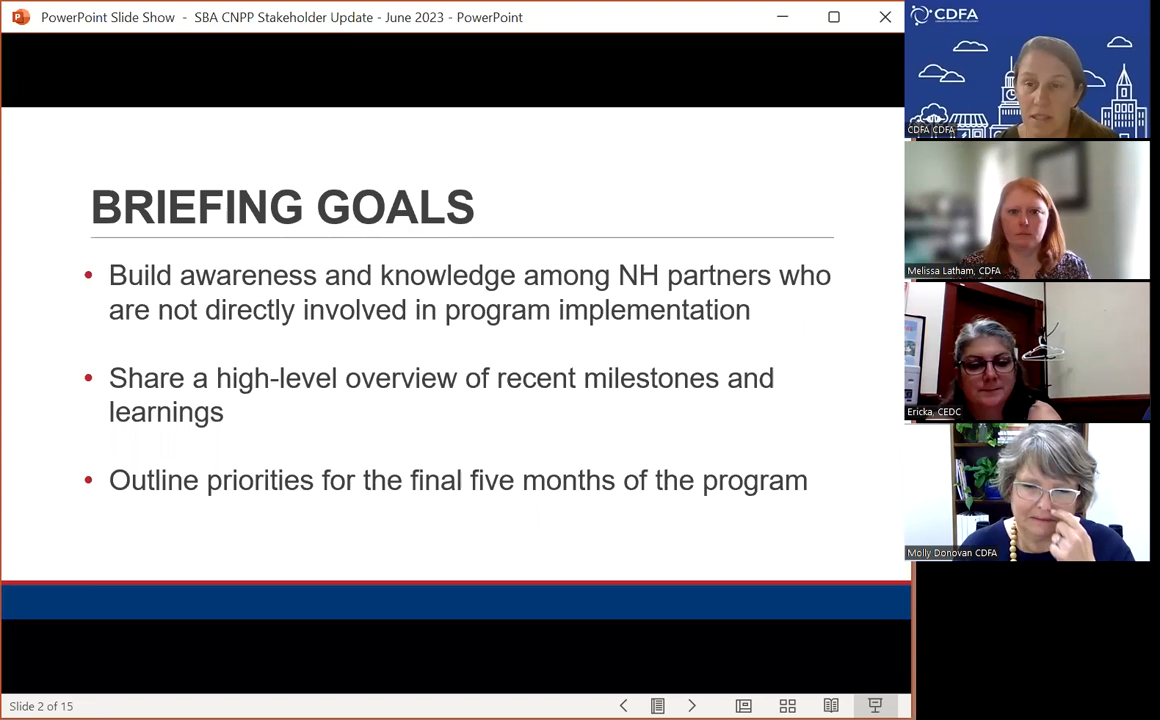 PowerPoint Slide Show - SBA CNPP Stakeholder Update - June 2023 - PowerPoint
BRIEFING GOALS
• Build awareness and knowledge among NH partners who
are not directly involved in program implementation
• Share a high-level overview of recent milestones and
learnings
• Outline priorities for the final five months of the program
Slide 2 of 15
CDFA
CDFA CDFA
Melissa Latham, CDFA
Ericka, CEDC
Molly Donovan CDFA